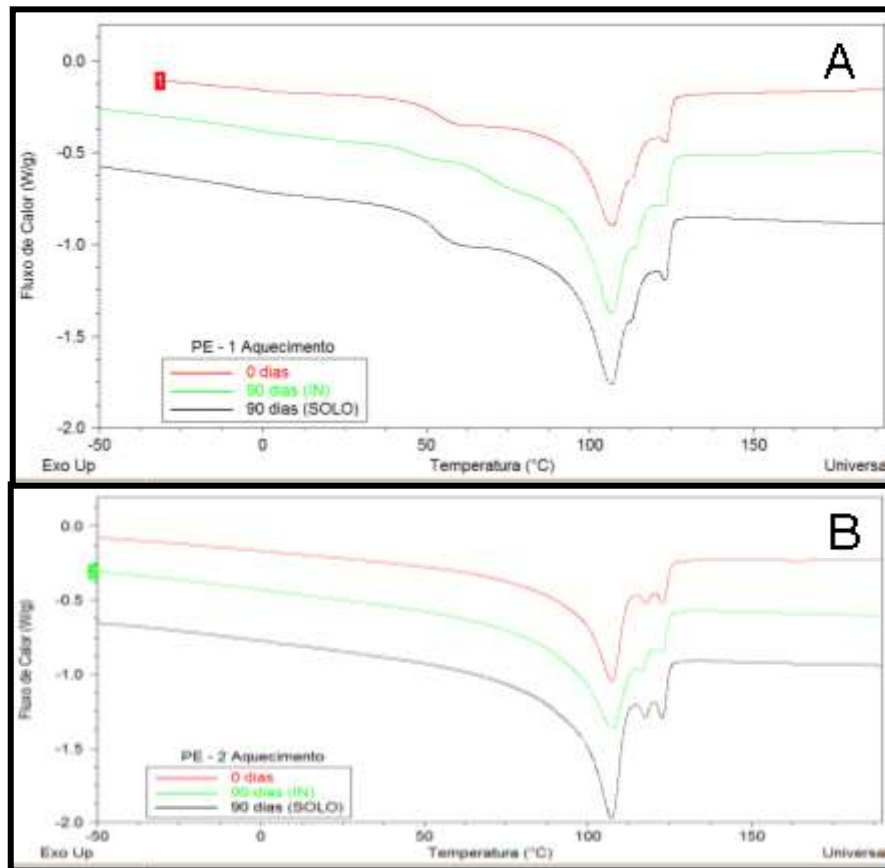 A
0.0
-0.5
-1.0
-1.5
-2.0
Fluxo de Calor (W/g)
1
PE - 1 Aquecimento
0 dias
90 dias (IN)
90 dias (SOLO)
-50 0 50 100 150
Exo Up Temperatura (°C) Universa
B
0.0
-0.5
-1.0
-1.5
-2.0
Fluxo de Calor (W/g)
PE - 2 Aquecimento
0 dias
90 dias (IN)
90 dias (SOLO)
-50 0 50 100 150
Exo Up Temperatura (°C) Universa